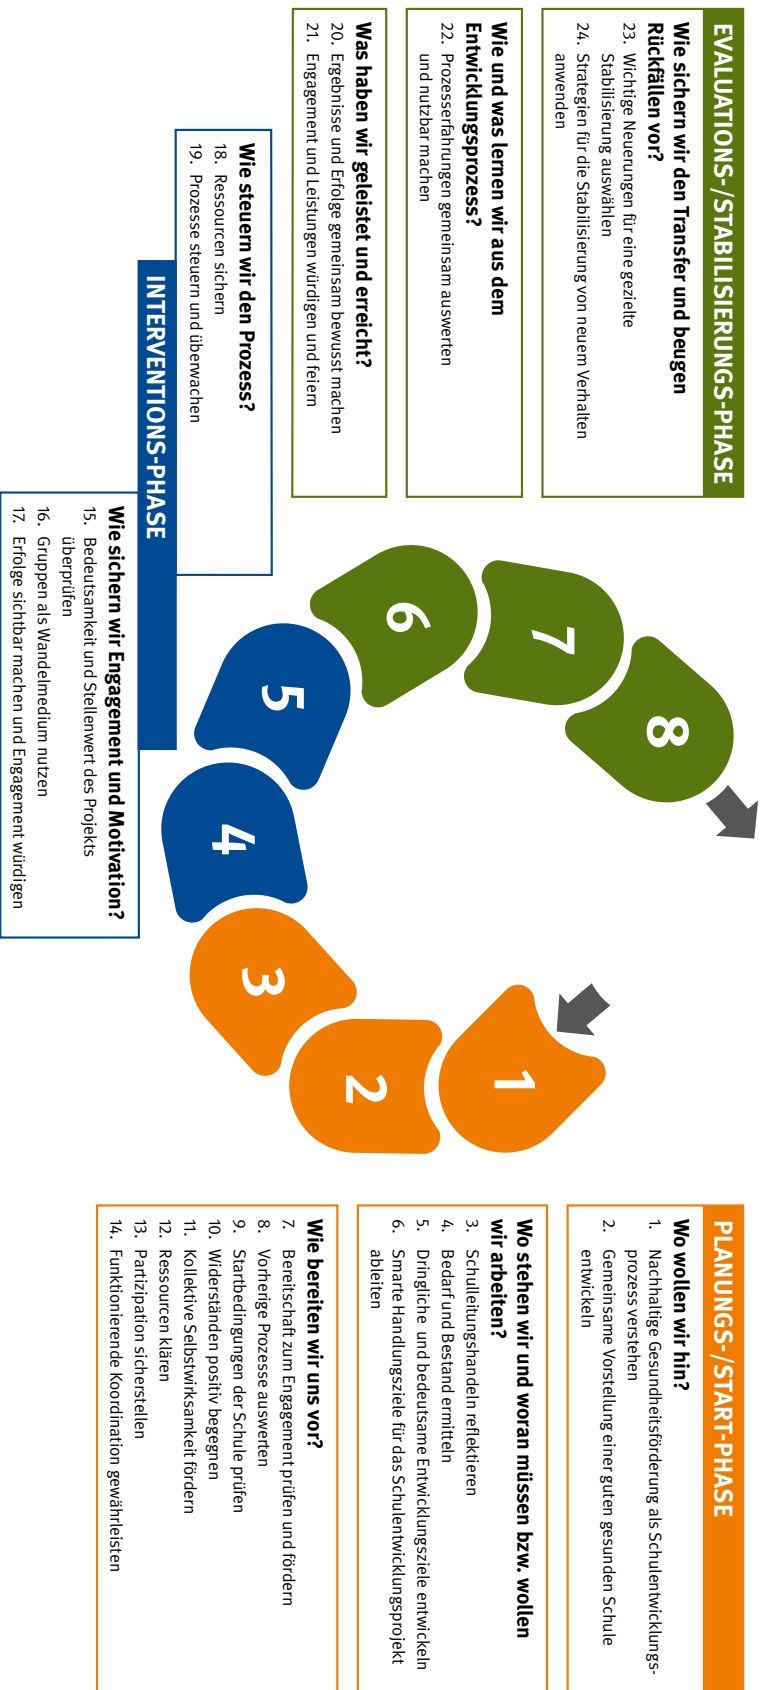 EVALUATIONS-/STABILISIERUNGS-PHASE
Wie sichern wir den Transfer und beugen
Rückfällen vor?
23. Wichtige Neuerungen für eine gezielte
Stabilisierung auswählen
24. Strategien für die Stabilisierung von neuem Verhalten
anwenden
Wie und was lernen wir aus dem
Entwicklungsprozess?
22. Prozesserfahrungen gemeinsam auswerten
und nutzbar machen
Was haben wir geleistet und erreicht?
20. Ergebnisse und Erfolge gemeinsam bewusst machen
21. Engagement und Leistungen würdigen und feiern
Wie steuern wir den Prozess?
18. Ressourcen sichern
19. Prozesse steuern und überwachen
INTERVENTIONS-PHASE
Wie sichern wir Engagement und Motivation?
15. Bedeutsamkeit und Stellenwert des Projekts
überprüfen
16. Gruppen als Wandelmedium nutzen
17. Erfolge sichtbar machen und Engagement würdigen
8
7
6
5
4
3
2
1
PLANUNGS-/START-PHASE
Wo wollen wir hin?
1. Nachhaltige Gesundheitsförderung als Schulentwicklungs-
prozess verstehen
2. Gemeinsame Vorstellung einer guten gesunden Schule
entwickeln
Wo stehen wir und woran müssen bzw. wollen
wir arbeiten?
3. Schulleitungshandeln reflektieren
4. Bedarf und Bestand ermitteln
5. Dringliche und bedeutsame Entwicklungsziele entwickeln
6. Smarte Handlungsziele für das Schulentwicklungsprojekt
ableiten
Wie bereiten wir uns vor?
7. Bereitschaft zum Engagement prüfen und fördern
8. Vorherige Prozesse auswerten
9. Startbedingungen der Schule prüfen
10. Widerständen positiv begegnen
11. Kollektive Selbstwirksamkeit fördern
12. Ressourcen klären
13. Partizipation sicherstellen
14. Funktionierende Koordination gewährleisten